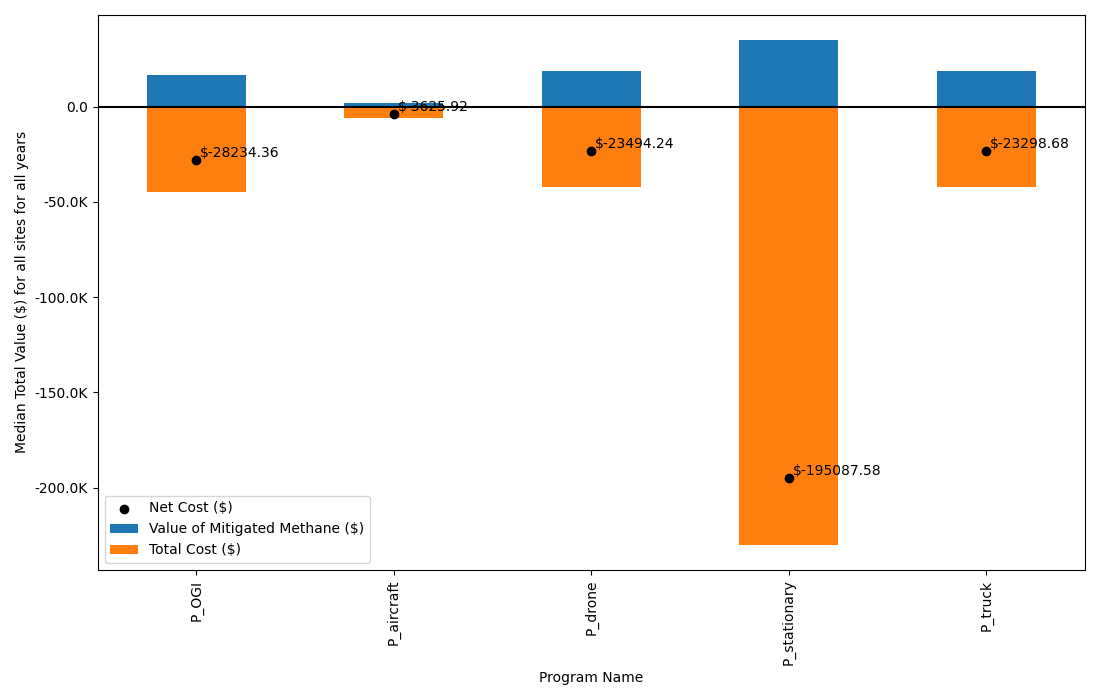 Median Total Value ($) for all sites for all years
0.0
-50.0K
-100.0K
-150.0K
-200.0K
$-28234.36
$-3625.92
$-23494.24
$-195087.58
$-23298.68
Net Cost ($)
Value of Mitigated Methane ($)
Total Cost ($)
P_OGI
P_aircraft
P_drone
P_stationary
P_truck
Program Name